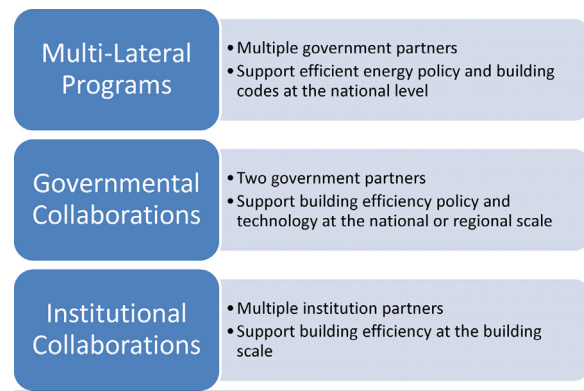 Multi-Lateral
Programs
• Multiple government partners
• Support efficient energy policy and building
codes at the national level
Governmental
Collaborations
• Two government partners
• Support building efficiency policy and
technology at the national or regional scale
Institutional
Collaborations
• Multiple institution partners
• Support building efficiency at the building
scale